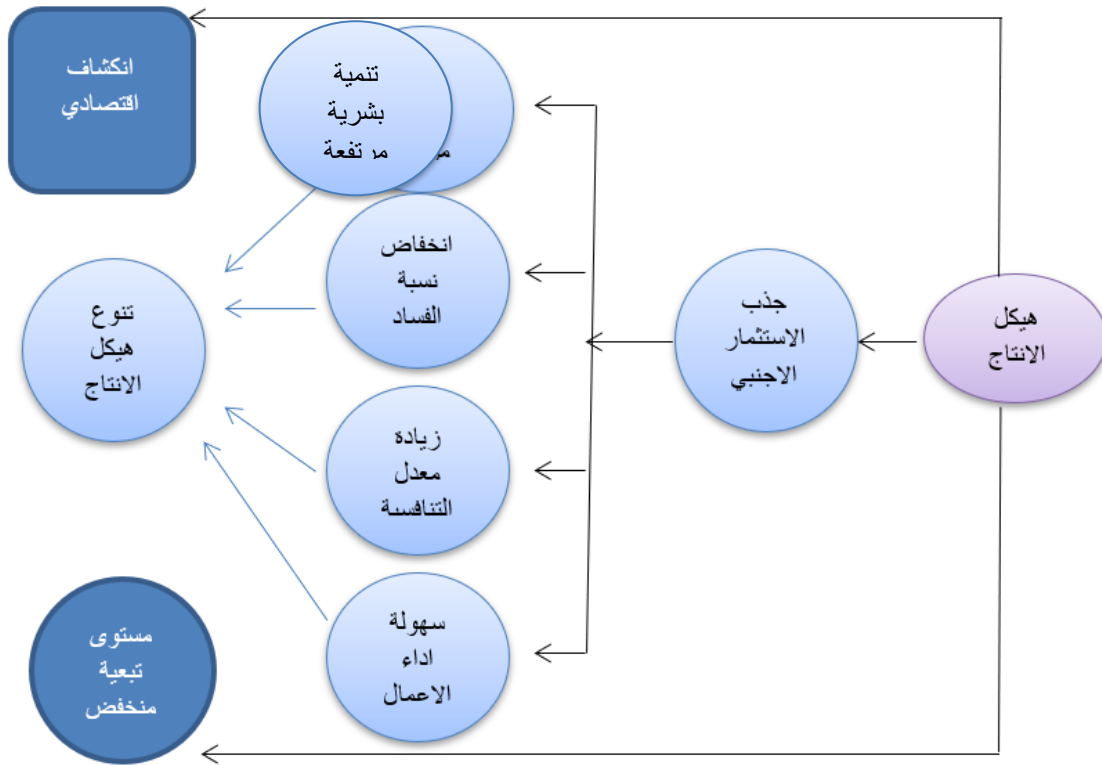 انكشاف
اقتصادي
تنمية
بشرية
مرتفعة
انخفاض
نسبة
الفساد
جذب
الاستثمار
الاجنبي
هيكل
الانتاج
تنوع
هيكل
الانتاج
زيادة
معدل
التنافسية
سهولة
اداء
الاعمال
مستوى
تبعية
منخفض